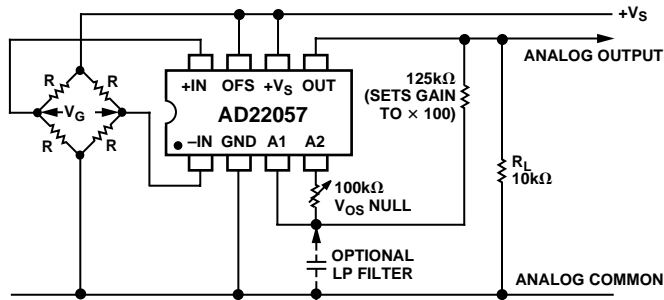 +VS
ANALOG OUTPUT
R
R
VG
R
R
+IN OFS +VS OUT
AD22057
–IN GND A1 A2
125kΩ
(SETS GAIN
TO × 100)
100kΩ
VOS NULL
RL
10kΩ
OPTIONAL
LP FILTER
ANALOG COMMON